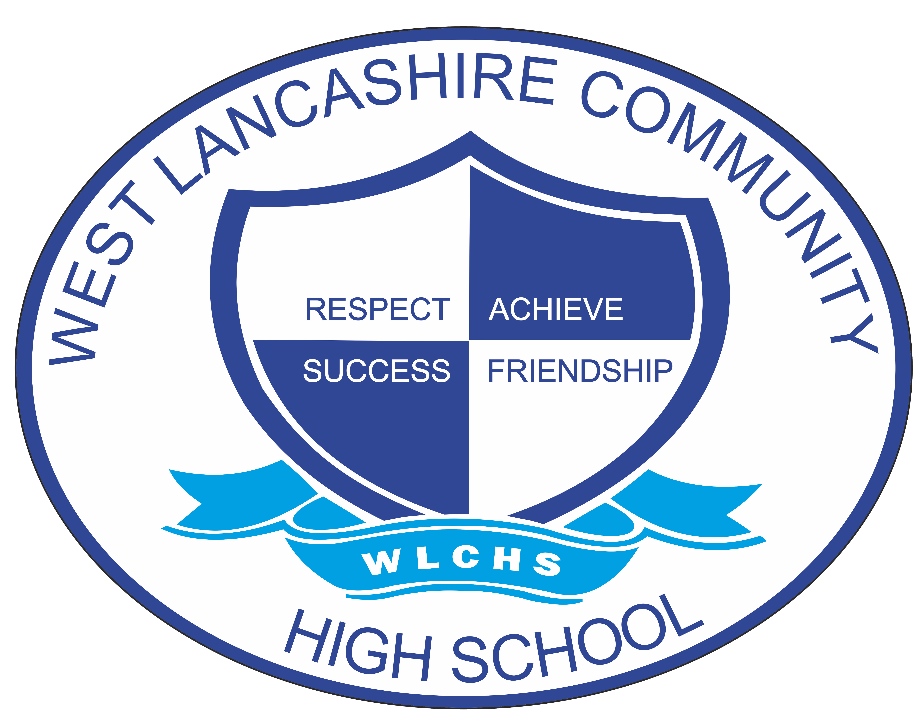 WEST LANCASHIRE COMMUNITY
RESPECT ACHIEVE
SUCCESS FRIENDSHIP
WLCHS
HIGH SCHOOL